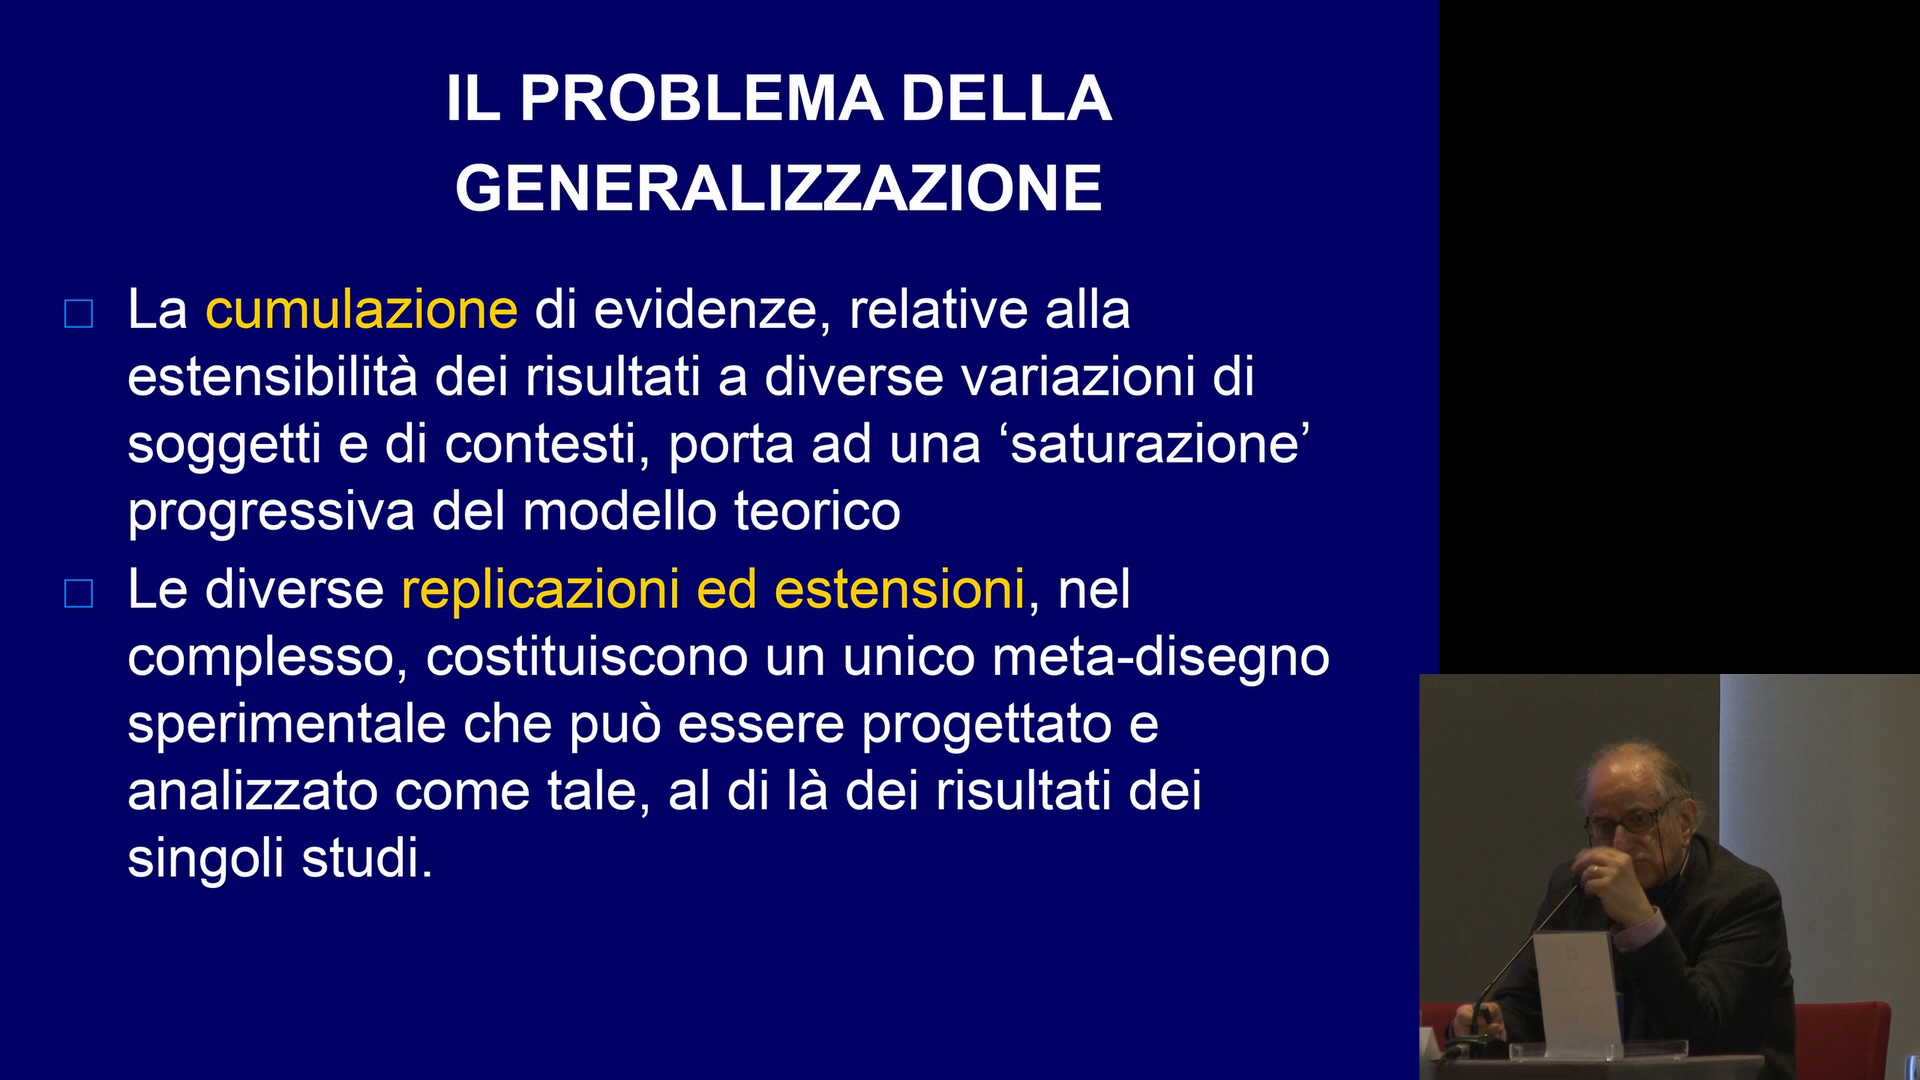 IL PROBLEMA DELLA
GENERALIZZAZIONE
La cumulazione di evidenze, relative alla
estensibilità dei risultati a diverse variazioni di
soggetti e di contesti, porta ad una ‘saturazione’
progressiva del modello teorico
Le diverse replicazioni ed estensioni, nel
complesso, costituiscono un unico meta-disegno
sperimentale che può essere progettato e
analizzato come tale, al di là dei risultati dei
singoli studi.